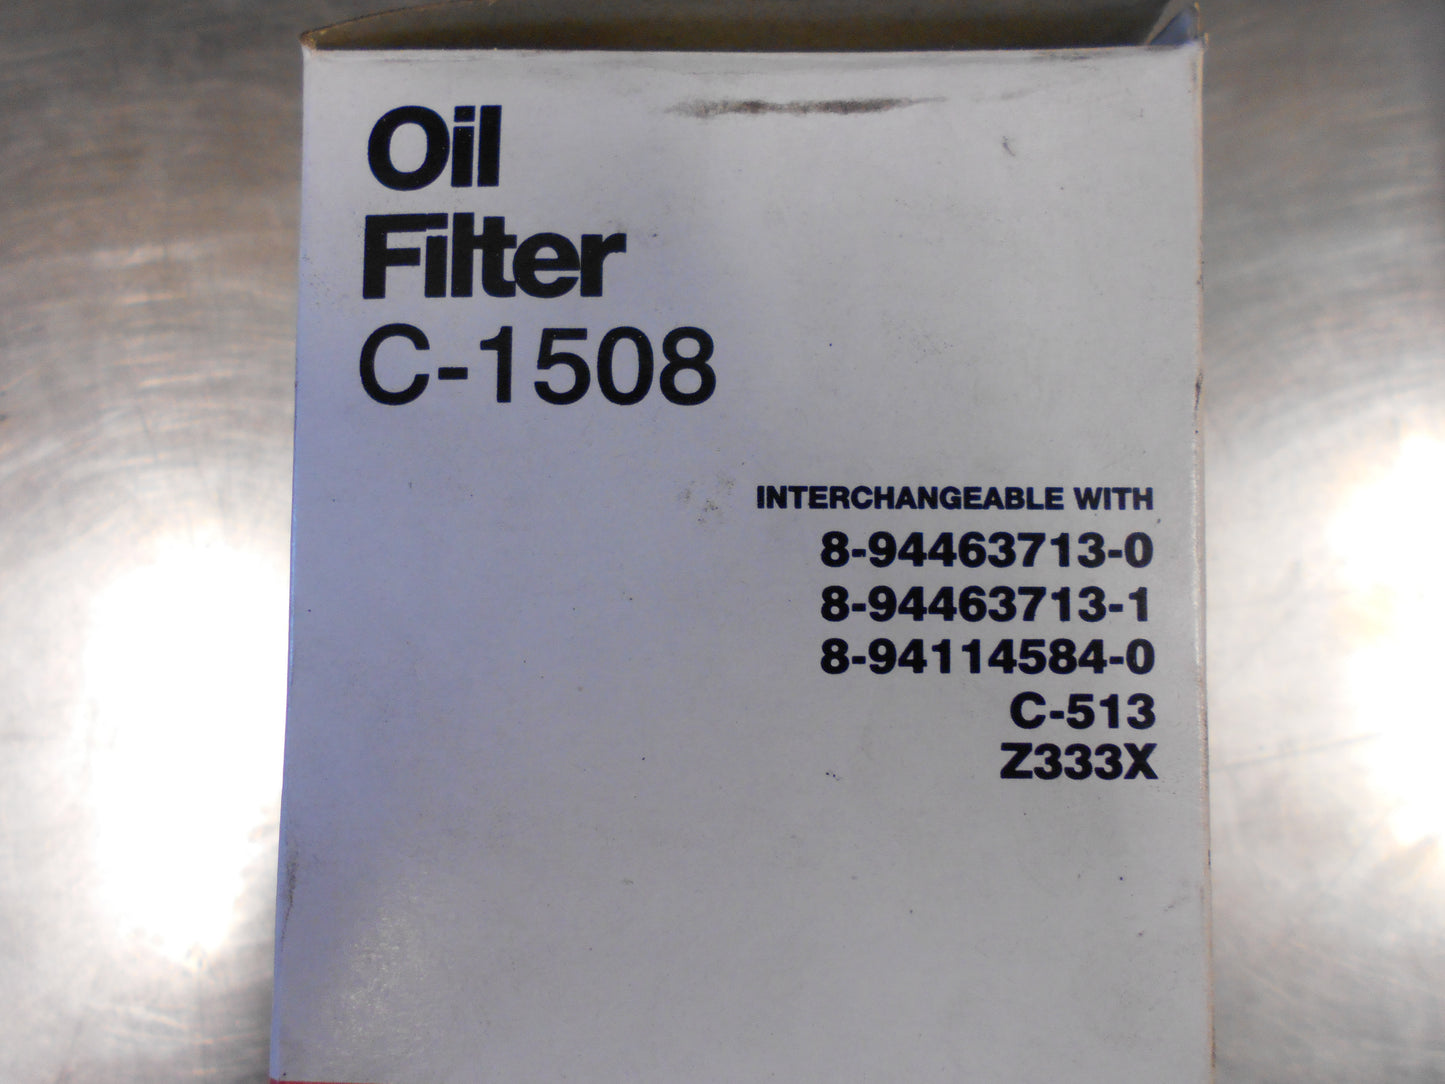 Oil
Filter
C-1508
INTERCHANGEABLE WITH
8-94463713-0
8-94463713-1
8-94114584-0
C-513
Z333X